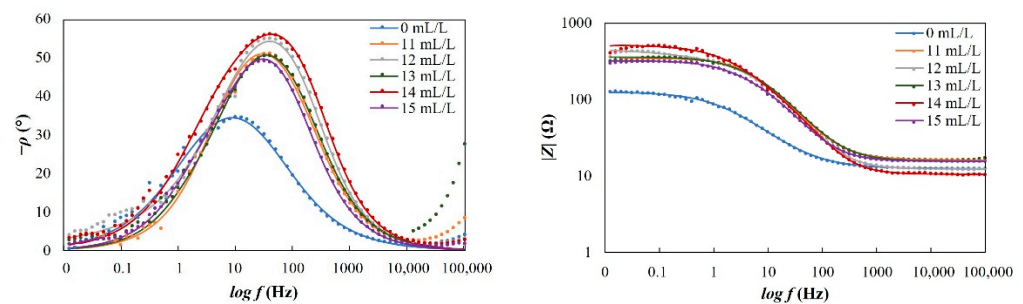 60
50
40
30
20
10
0
−ρ (°)
0 mL/L
11 mL/L
12 mL/L
13 mL/L
14 mL/L
15 mL/L
0 0.1 1 10 100 1000 10,000 100,000
log f (Hz)
1000
100
10
1
|Z| (Ω)
0 mL/L
11 mL/L
12 mL/L
13 mL/L
14 mL/L
15 mL/L
0 0.1 1 10 100 1000 10,000 100,000
log f (Hz)